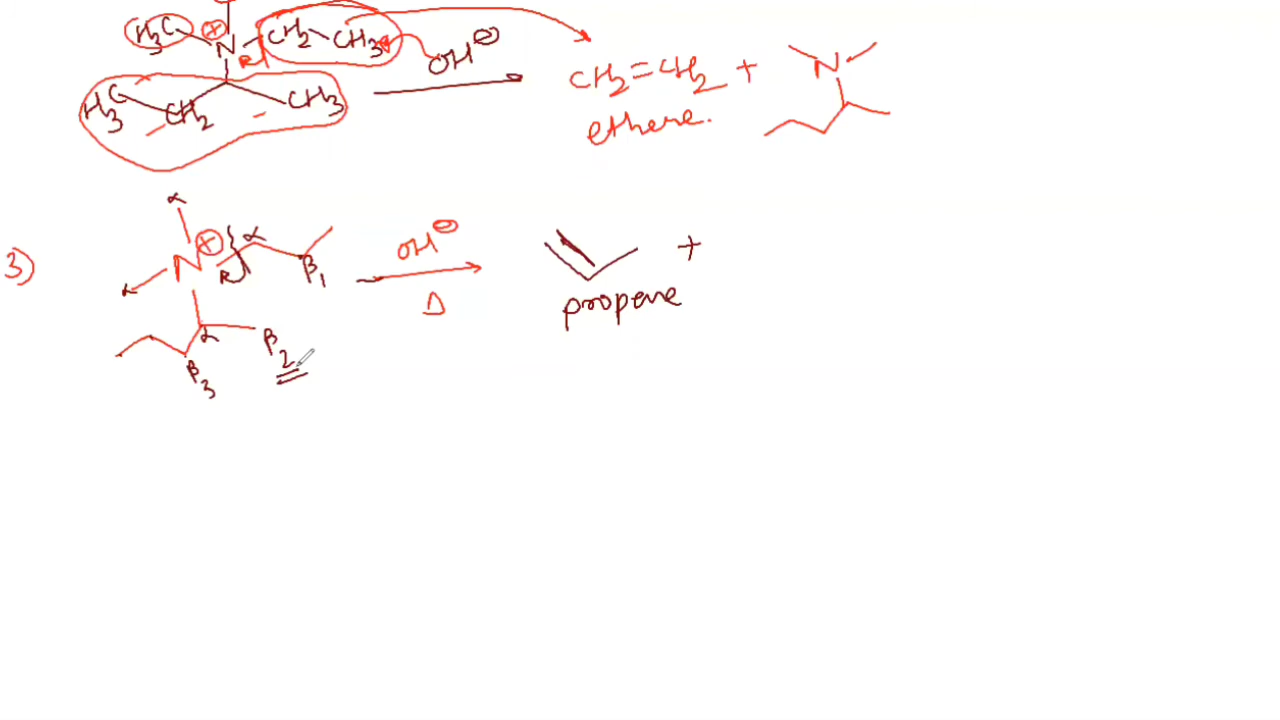 H₃C N⊕ CH₂ CH₃ OH⊖
R
H₃C CH₂ CH₃
CH₂=CH₂ + N
ethene.
3) α N⊕ α β₁ R α β₂ β₃
OH⊖
Δ
+
propene